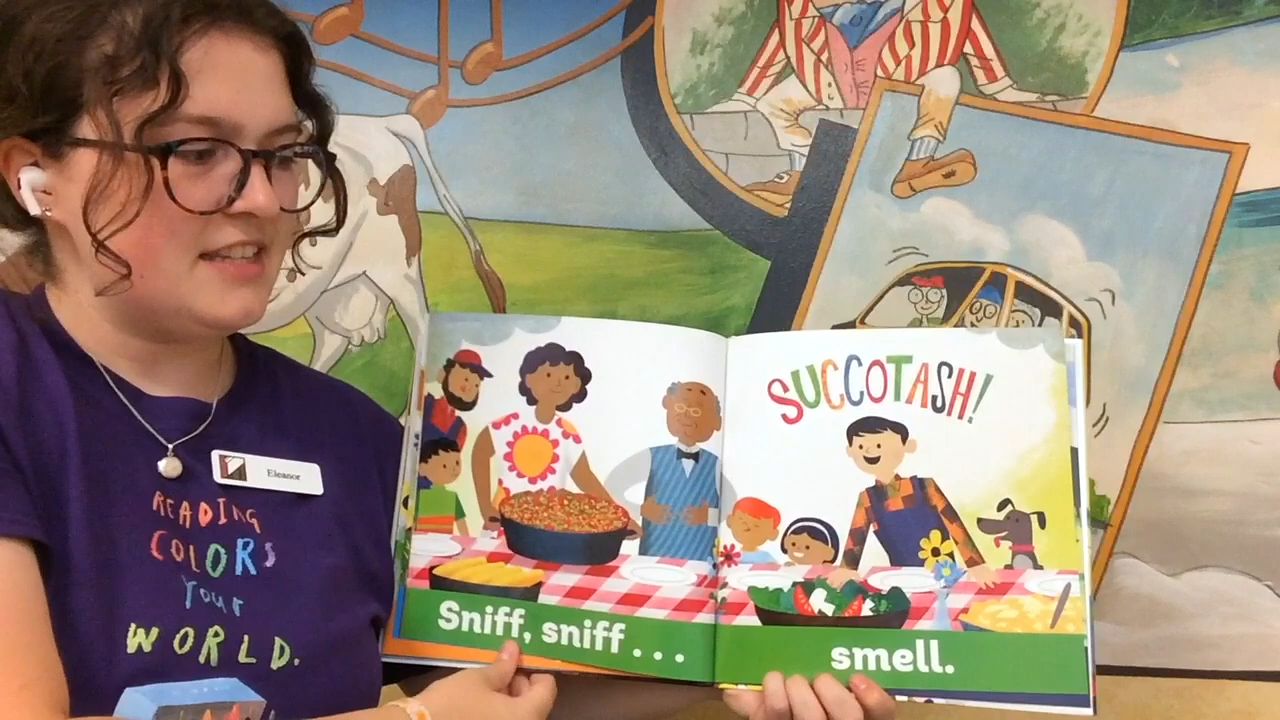 Eleanor
READING
COLORS
Your
WORLD.
SUCCOTASH!
Sniff, sniff . . .
smell.